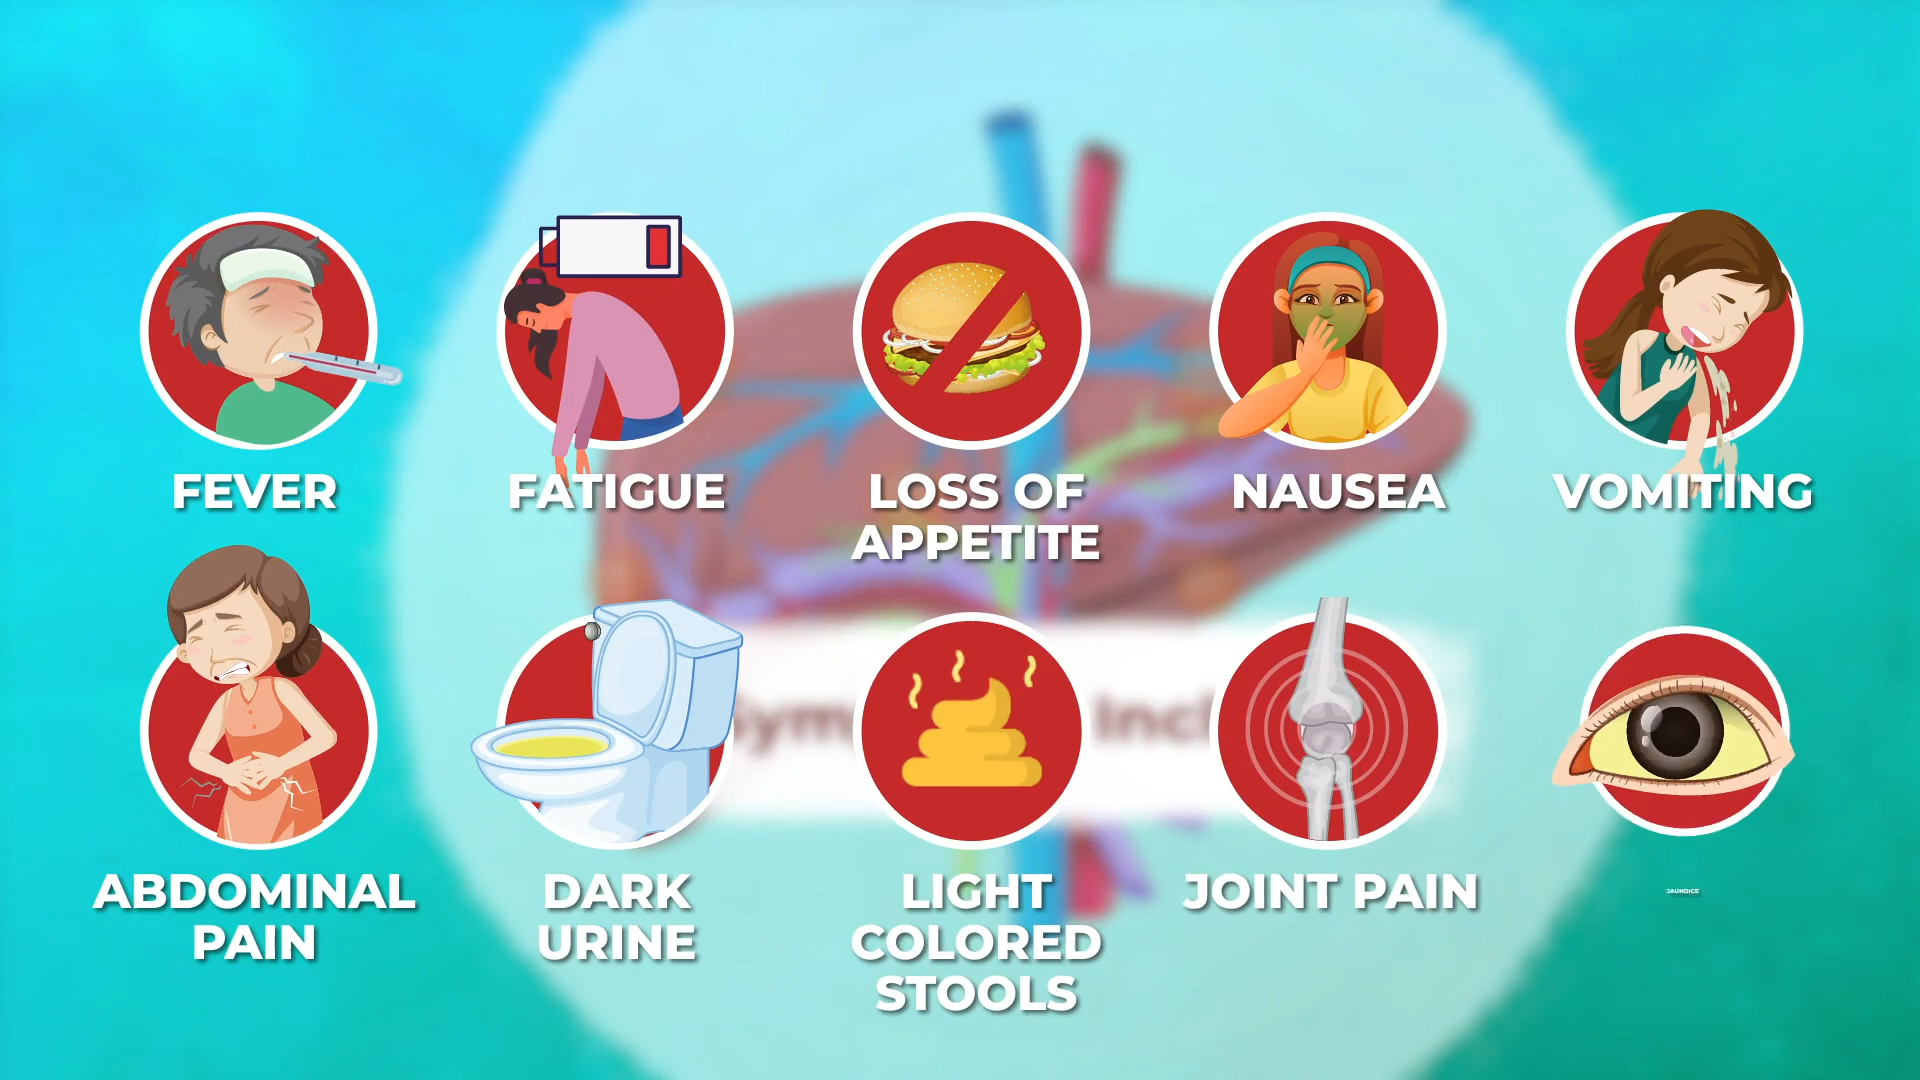 FEVER
FATIGUE
LOSS OF
APPETITE
NAUSEA
VOMITING
ABDOMINAL
PAIN
DARK
URINE
LIGHT
COLORED
STOOLS
JOINT PAIN
JAUNDICE